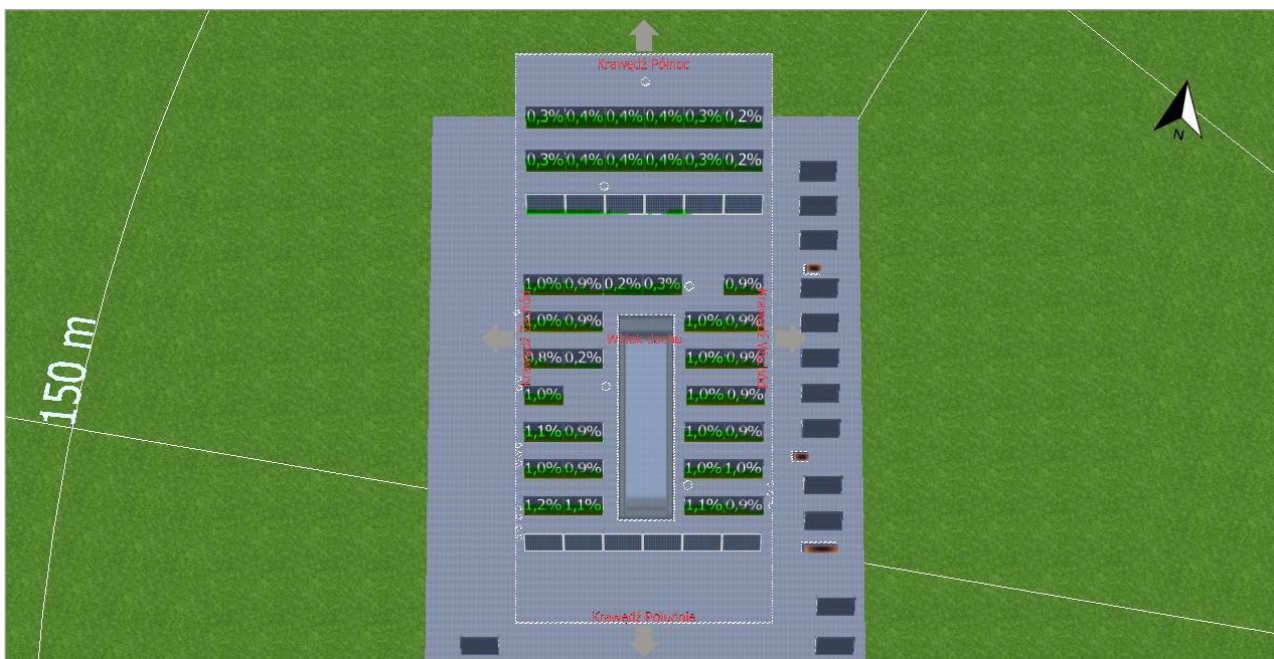 Krawędź Północ
0,3% 0,4% 0,4% 0,4% 0,3% 0,2%
0,3% 0,4% 0,4% 0,4% 0,3% 0,2%
N
1,0% 0,9% 0,2% 0,3% 0,9%
1,0% 0,9% 1,0% 0,9%
150 m
0,8% 0,2% 1,0% 0,9%
1,0% 1,0% 0,9%
1,1% 0,9% 1,0% 0,9%
1,0% 0,9% 1,0% 1,0%
1,2% 1,1% 1,1% 0,9%
Krawędź Południe